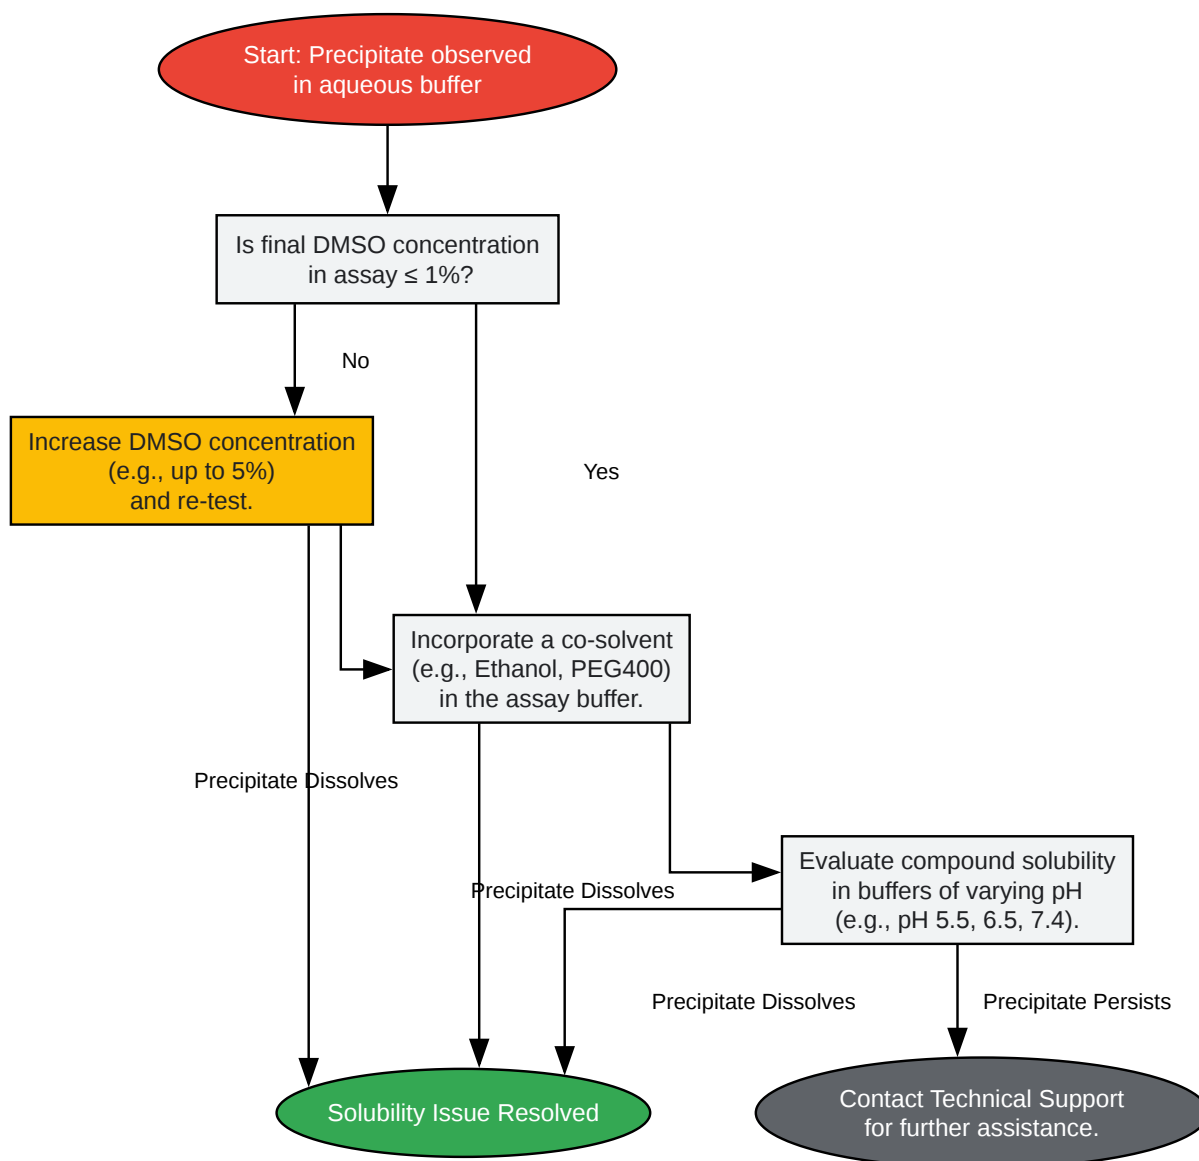 Start: Precipitate observed
in aqueous buffer
Is final DMSO concentration
in assay ≤ 1%?
No
Increase DMSO concentration
(e.g., up to 5%)
and re-test.
Yes
Incorporate a co-solvent
(e.g., Ethanol, PEG400)
in the assay buffer.
Precipitate Dissolves
Evaluate compound solubility
in buffers of varying pH
(e.g., pH 5.5, 6.5, 7.4).
Precipitate Dissolves
Precipitate Dissolves
Precipitate Persists
Solubility Issue Resolved
Contact Technical Support
for further assistance.